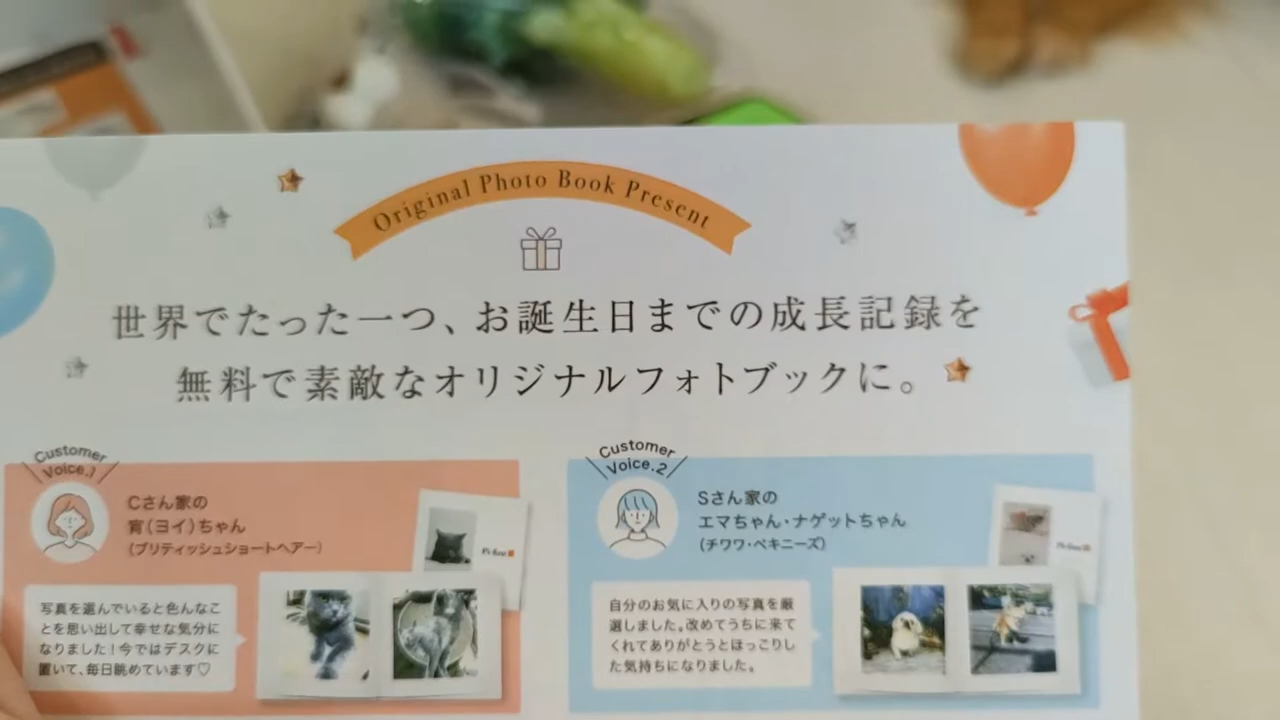 Original Photo Book Present
世界でたった一つ、お誕生日までの成長記録を
無料で素敵なオリジナルフォトブックに。
Customer
Voice.1
Cさん家の
宵(ヨイ)ちゃん
(ブリティッシュショートヘアー)
写真を選んでいると色んなこ
とを思い出して幸せな気分に
なりました!今ではデスクに
置いて、毎日眺めています♡
Customer
Voice.2
Sさん家の
エマちゃん・ナゲットちゃん
(チワワ・ペキニーズ)
自分のお気に入りの写真を厳
選しました。改めてうちに来て
くれてありがとうとほっこりし
た気持ちになりました。